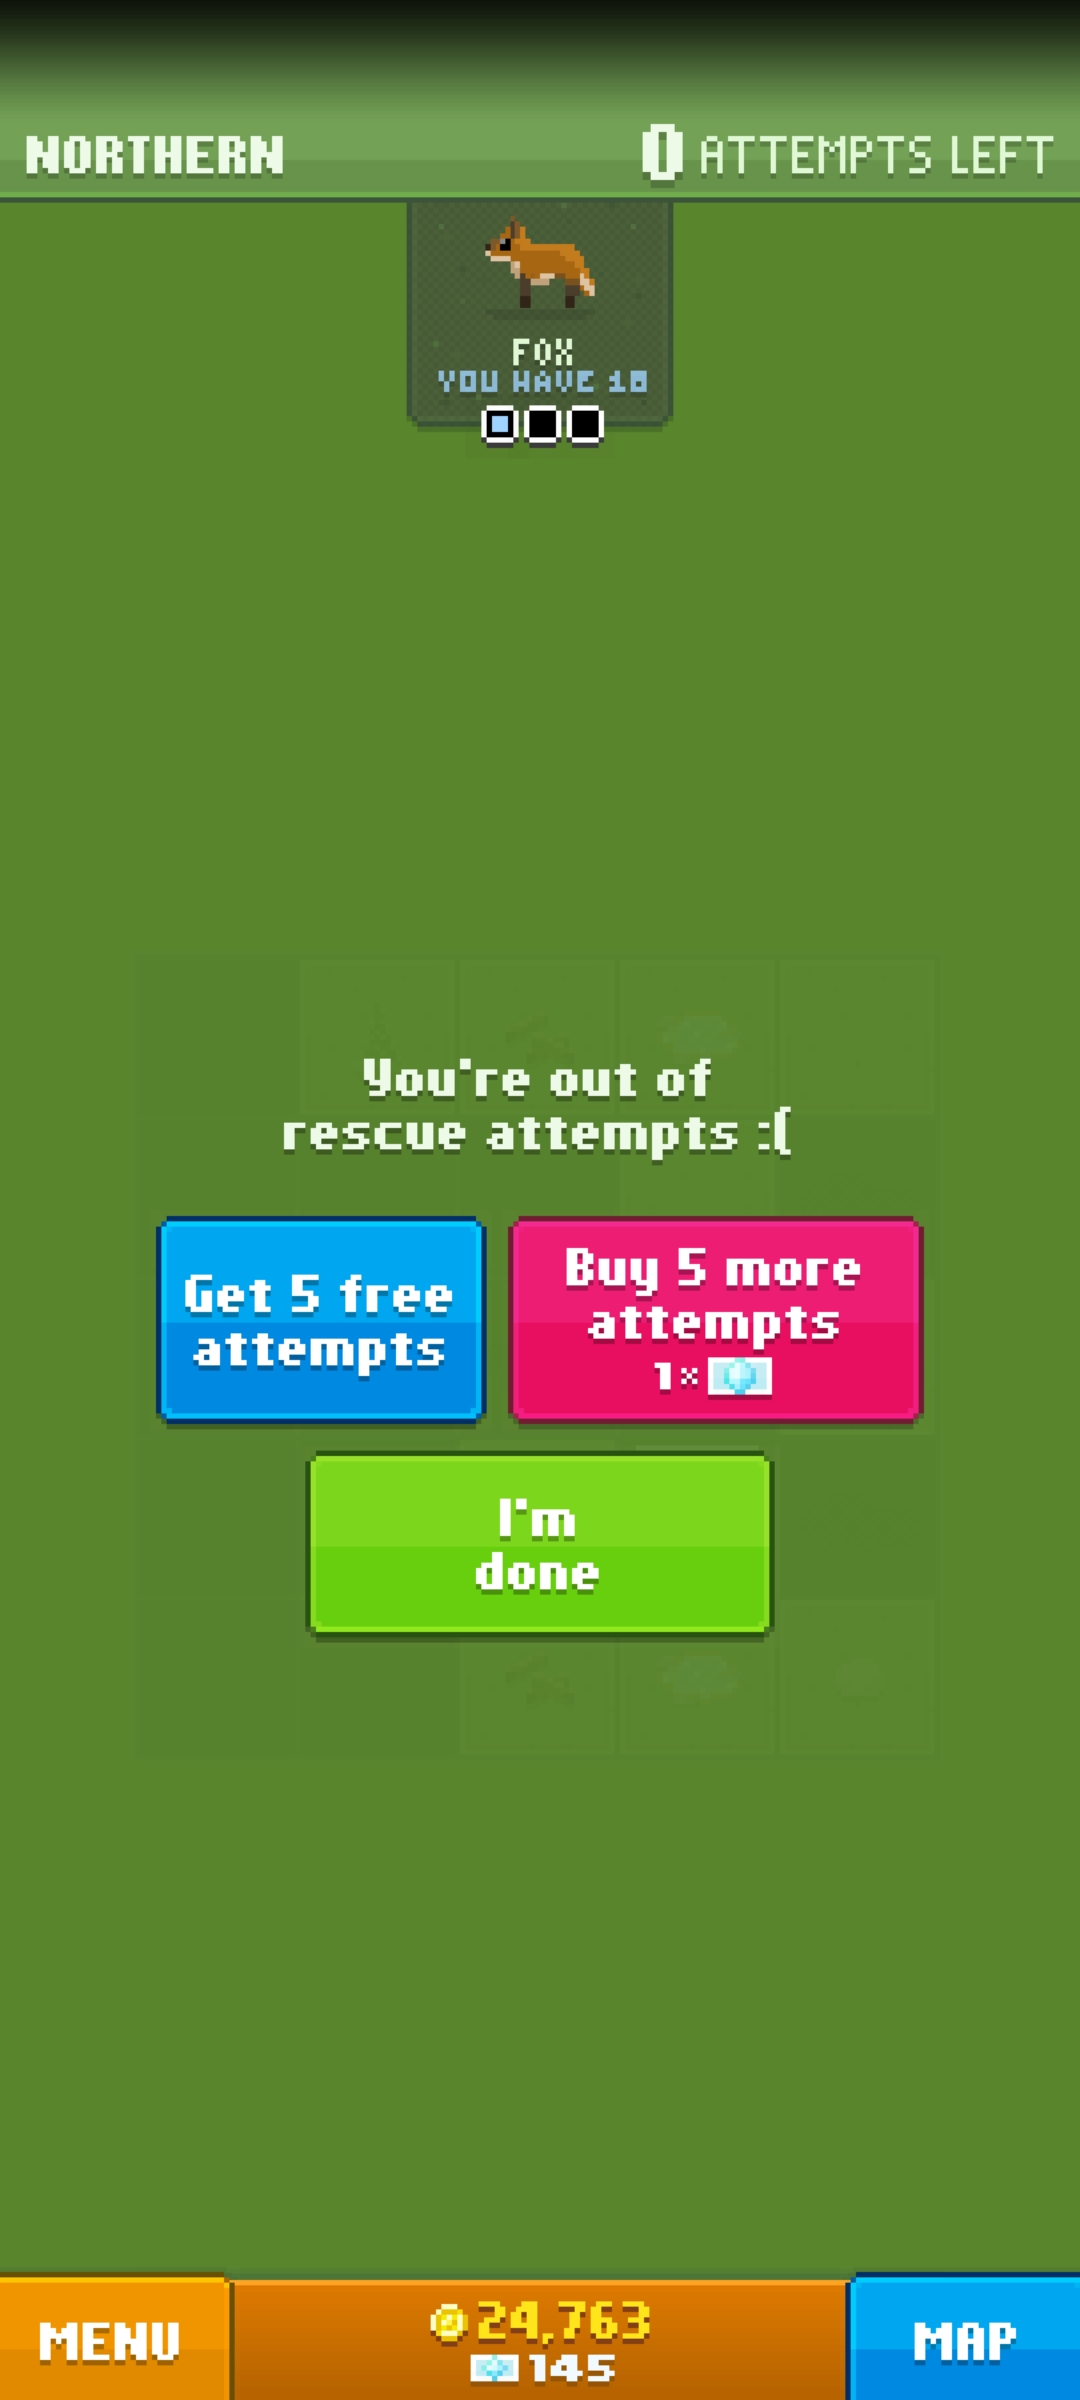 NORTHERN
0 ATTEMPTS LEFT
FOX
YOU HAVE 10
You're out of
rescue attempts :(
Get 5 free
attempts
Buy 5 more
attempts
1×
I'm
done
MENU
24,763
145
MAP